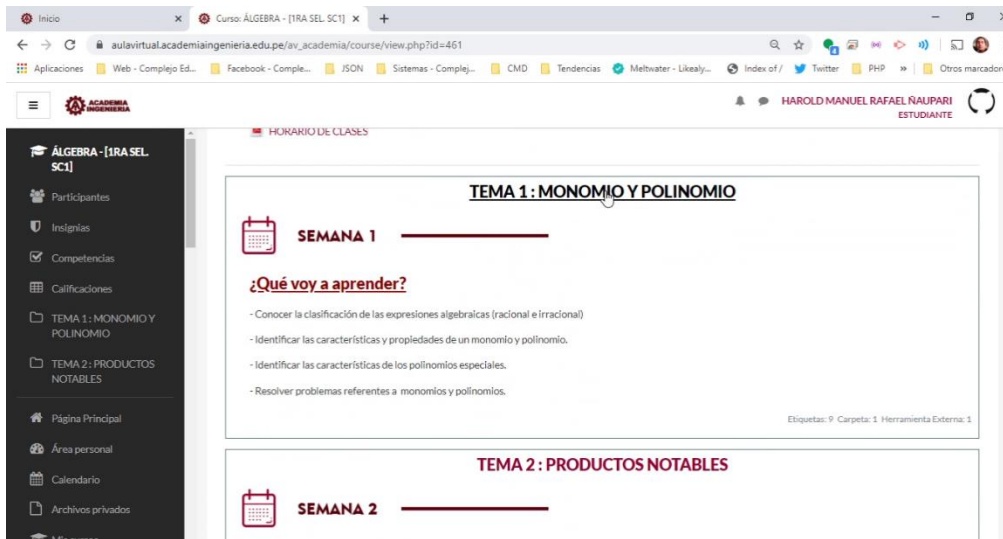 Inicio
Curso: ÁLGEBRA - [1RA SEL. SC1]
aulavirtual.academiaingenieria.edu.pe/av_academia/course/view.php?id=461
Aplicaciones Web - Complejo Ed... Facebook - Comple... JSON Sistemas - Complej... CMD Tendencias Meltwater - Likealy... Index of / Twitter PHP » Otros marcadore
ACADEMIA
INGENIERIA
HAROLD MANUEL RAFAEL ÑAUPARI
ESTUDIANTE
ÁLGEBRA - [1RA SEL.
SC1]
Participantes
Insignias
Competencias
Calificaciones
TEMA 1 : MONOMIO Y
POLINOMIO
TEMA 2 : PRODUCTOS
NOTABLES
Página Principal
Área personal
Calendario
Archivos privados
HORARIO DE CLASES
TEMA 1 : MONOMIO Y POLINOMIO
SEMANA 1
¿Qué voy a aprender?
- Conocer la clasificación de las expresiones algebraicas (racional e irracional)
- Identificar las características y propiedades de un monomio y polinomio.
- Identificar las características de los polinomios especiales.
- Resolver problemas referentes a monomios y polinomios.
Etiquetas: 9 Carpeta: 1 Herramienta Externa: 1
TEMA 2 : PRODUCTOS NOTABLES
SEMANA 2